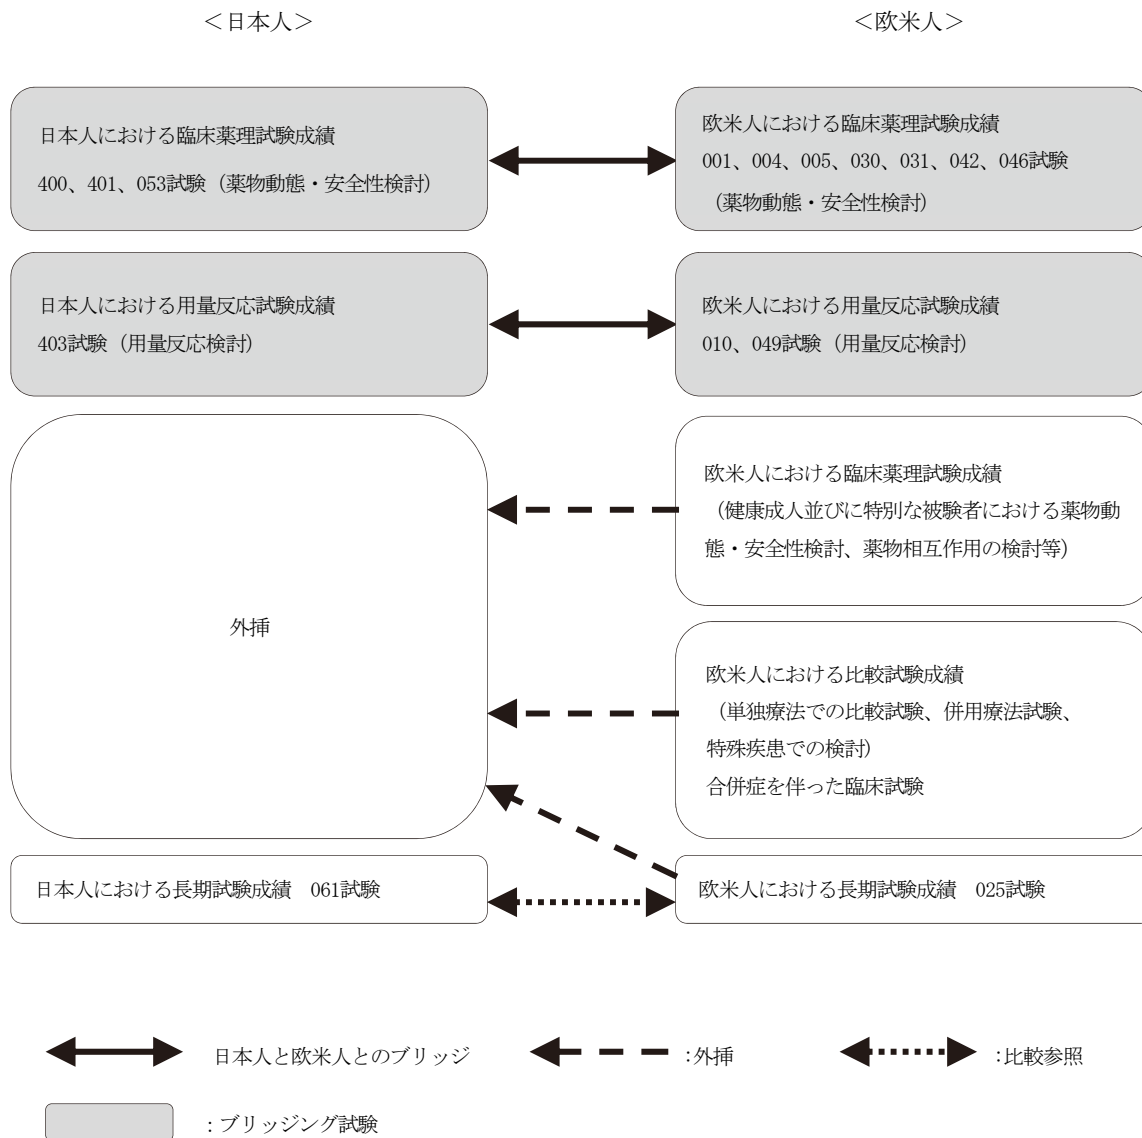 ＜日本人＞
＜欧米人＞
日本人における臨床薬理試験成績
400、401、053試験（薬物動態・安全性検討）
欧米人における臨床薬理試験成績
001、004、005、030、031、042、046試験
（薬物動態・安全性検討）
日本人における用量反応試験成績
403試験（用量反応検討）
欧米人における用量反応試験成績
010、049試験（用量反応検討）
外挿
欧米人における臨床薬理試験成績
（健康成人並びに特別な被験者における薬物動
態・安全性検討、薬物相互作用の検討等）
欧米人における比較試験成績
（単独療法での比較試験、併用療法試験、
特殊疾患での検討）
合併症を伴った臨床試験
日本人における長期試験成績　061試験
欧米人における長期試験成績　025試験
日本人と欧米人とのブリッジ
:外挿
:比較参照
:ブリッジング試験